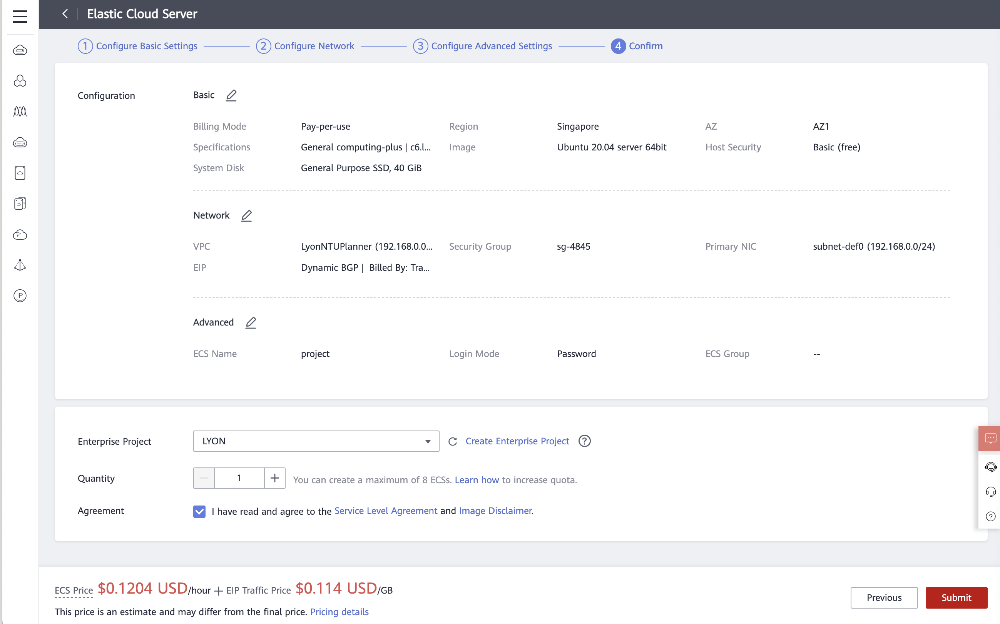 Elastic Cloud Server
1 Configure Basic Settings 2 Configure Network 3 Configure Advanced Settings 4 Confirm
Configuration Basic
Billing Mode Pay-per-use Region Singapore AZ AZ1
Specifications General computing-plus | c6.l... Image Ubuntu 20.04 server 64bit Host Security Basic (free)
System Disk General Purpose SSD, 40 GiB
Network
VPC LyonNTUPlanner (192.168.0.0... Security Group sg-4845 Primary NIC subnet-def0 (192.168.0.0/24)
EIP Dynamic BGP | Billed By: Tra...
IP
Advanced
ECS Name project Login Mode Password ECS Group --
Enterprise Project LYON Create Enterprise Project ?
Quantity 1 + You can create a maximum of 8 ECSs. Learn how to increase quota.
Agreement I have read and agree to the Service Level Agreement and Image Disclaimer.
?
ECS Price $0.1204 USD/hour + EIP Traffic Price $0.114 USD/GB
Previous Submit
This price is an estimate and may differ from the final price. Pricing details